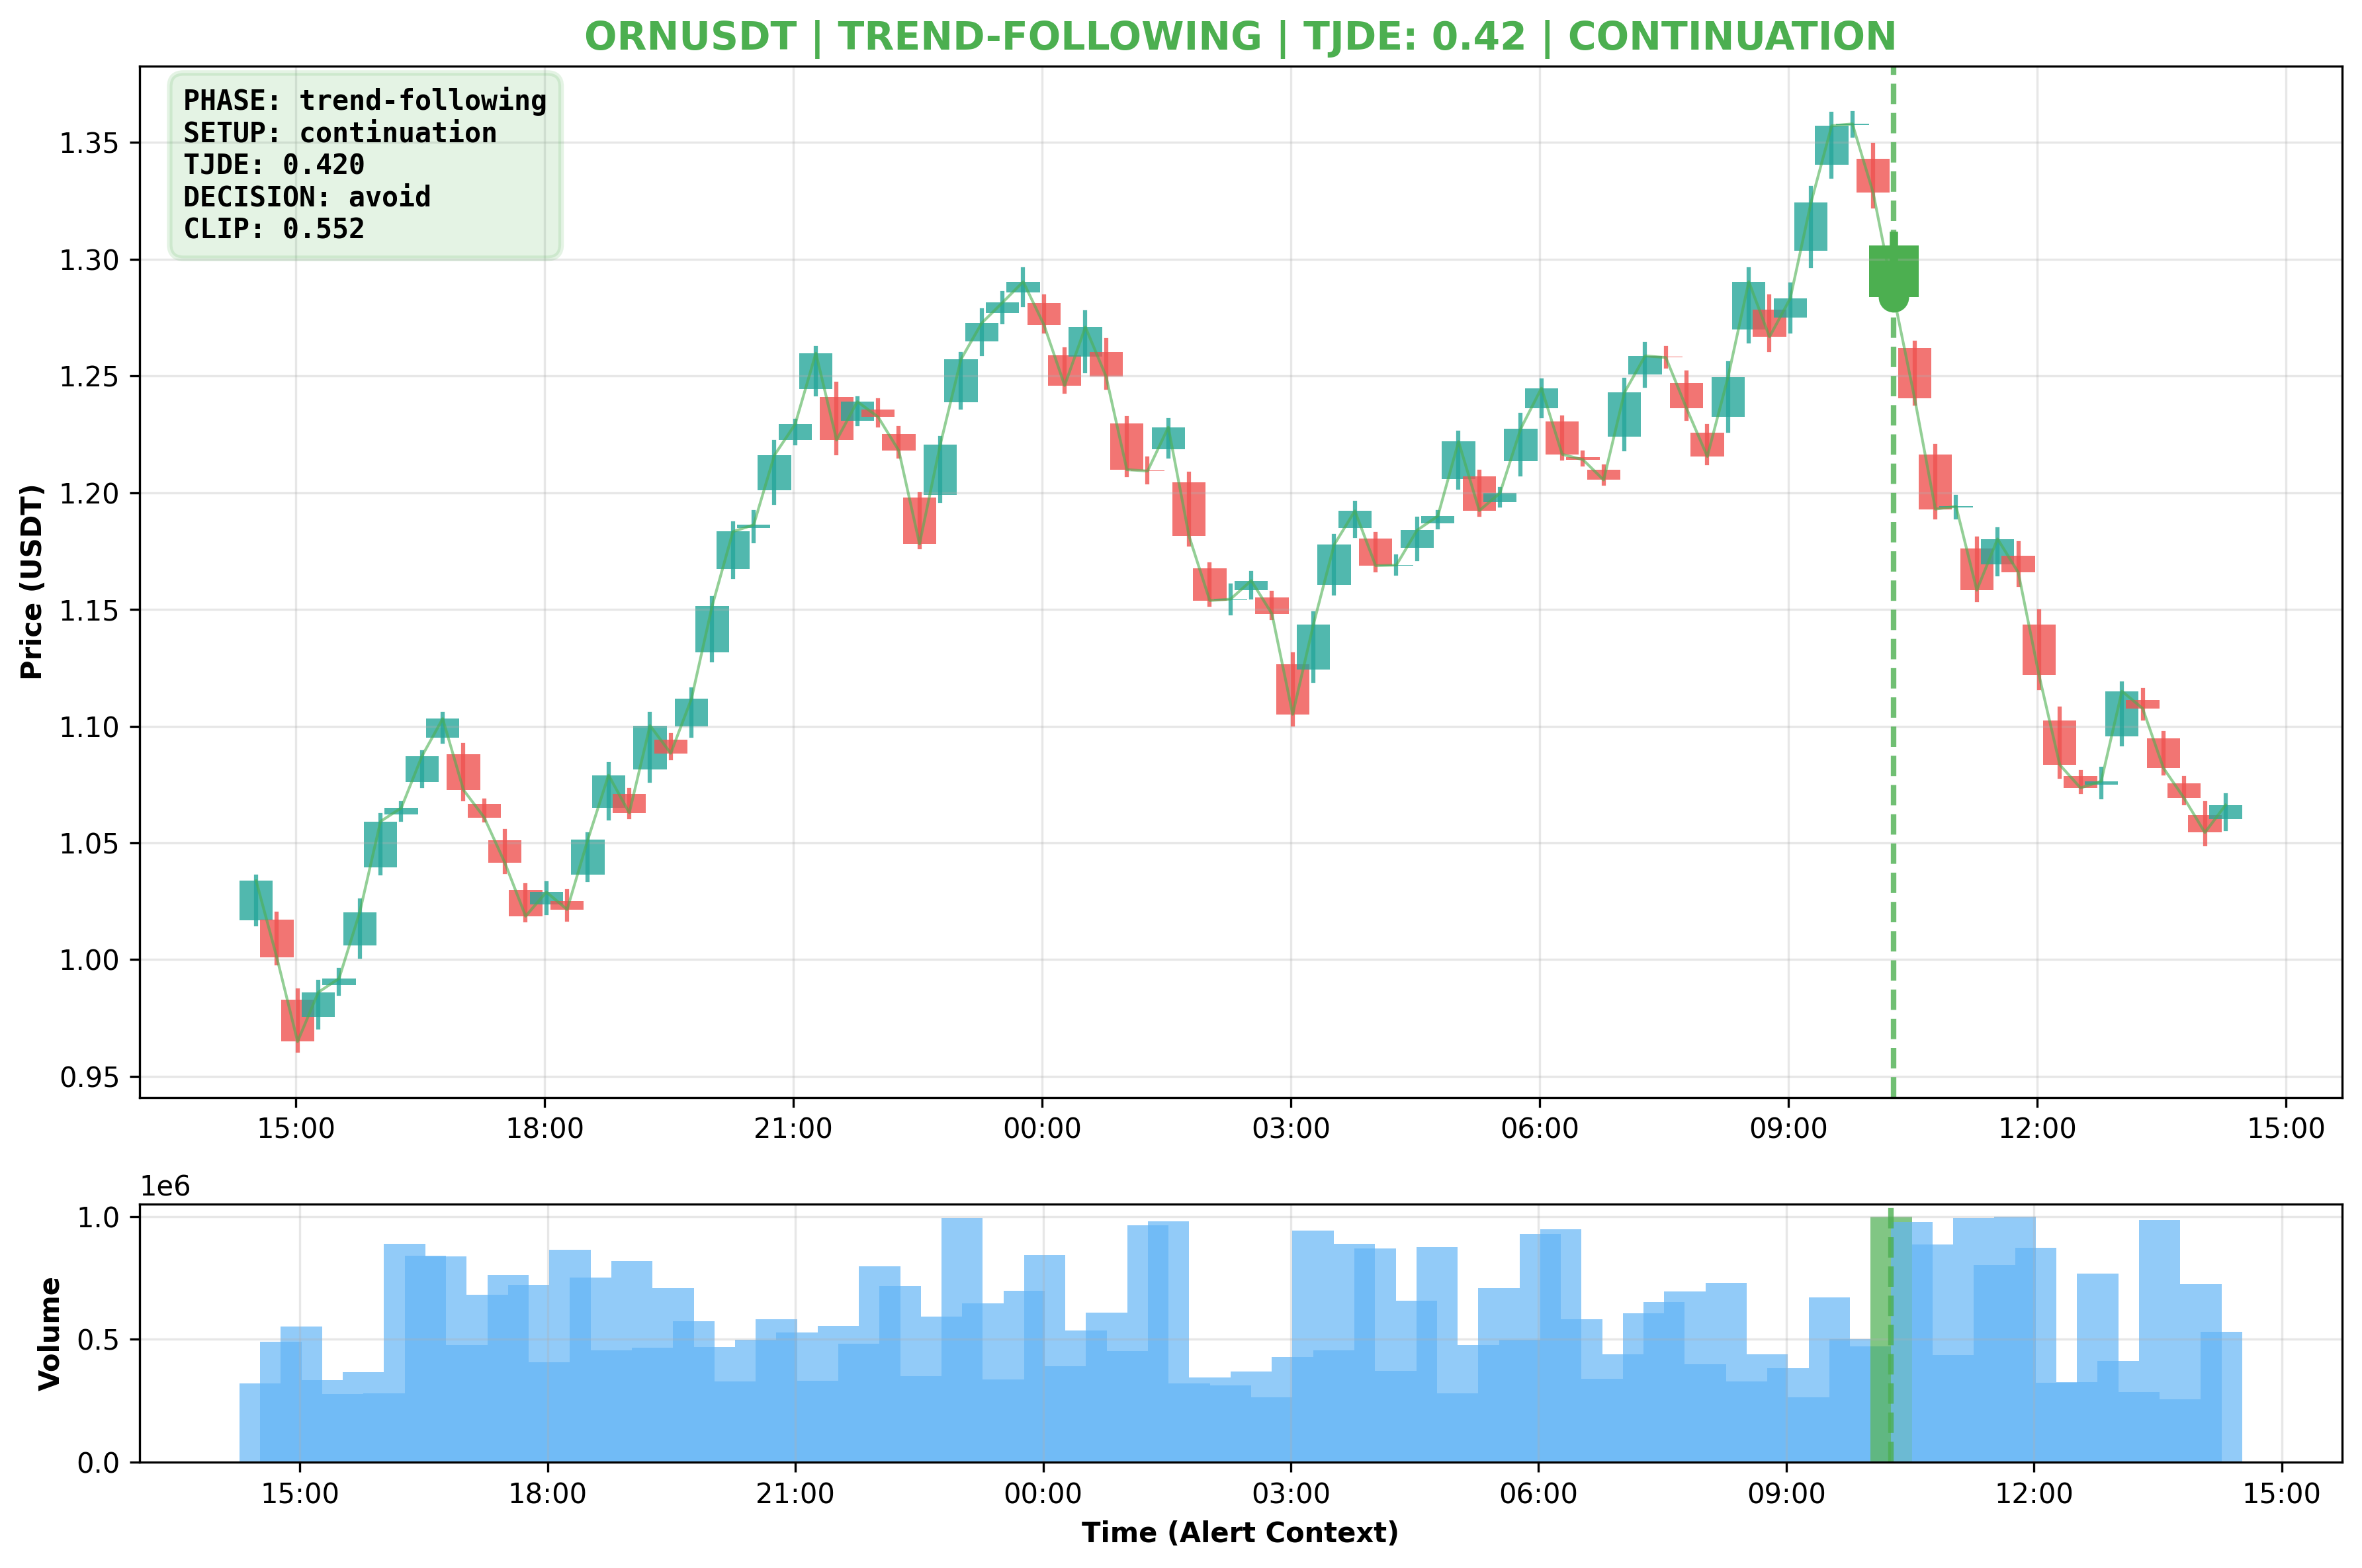 ORNUSDT | TREND-FOLLOWING | TJDE: 0.42 | CONTINUATION
PHASE: trend-following
SETUP: continuation
TJDE: 0.420
DECISION: avoid
CLIP: 0.552
Price (USDT)
1.35
1.30
1.25
1.20
1.15
1.10
1.05
1.00
0.95
15:00 18:00 21:00 00:00 03:00 06:00 09:00 12:00 15:00
1e6
Volume
1.0
0.5
0.0
15:00 18:00 21:00 00:00 03:00 06:00 09:00 12:00 15:00
Time (Alert Context)